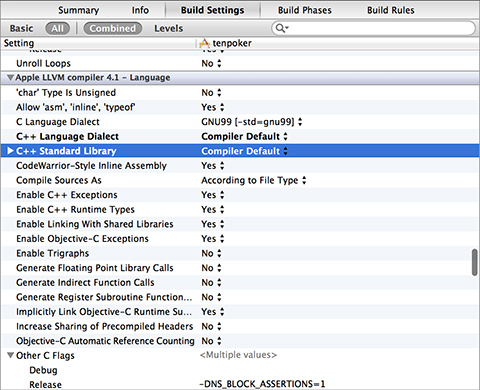 Summary Info Build Settings Build Phases Build Rules
Basic All Combined Levels
Setting tenpoker
Release Yes
Unroll Loops No
Apple LLVM compiler 4.1 - Language
'char' Type Is Unsigned No
Allow 'asm', 'inline', 'typeof' Yes
C Language Dialect GNU99 [-std=gnu99]
C++ Language Dialect Compiler Default
C++ Standard Library Compiler Default
CodeWarrior-Style Inline Assembly Yes
Compile Sources As According to File Type
Enable C++ Exceptions Yes
Enable C++ Runtime Types Yes
Enable Linking With Shared Libraries Yes
Enable Objective-C Exceptions Yes
Enable Trigraphs No
Generate Floating Point Library Calls No
Generate Indirect Function Calls No
Generate Register Subroutine Function... No
Implicitly Link Objective-C Runtime Su... Yes
Increase Sharing of Precompiled Headers No
Objective-C Automatic Reference Counting No
Other C Flags <Multiple values>
Debug
Release -DNS_BLOCK_ASSERTIONS=1